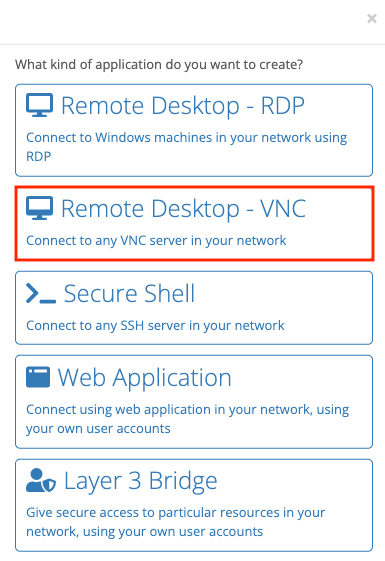 ×
What kind of application do you want to create?
Remote Desktop - RDP
Connect to Windows machines in your network using
RDP
Remote Desktop - VNC
Connect to any VNC server in your network
Secure Shell
Connect to any SSH server in your network
Web Application
Connect using web application in your network, using
your own user accounts
Layer 3 Bridge
Give secure access to particular resources in your
network, using your own user accounts